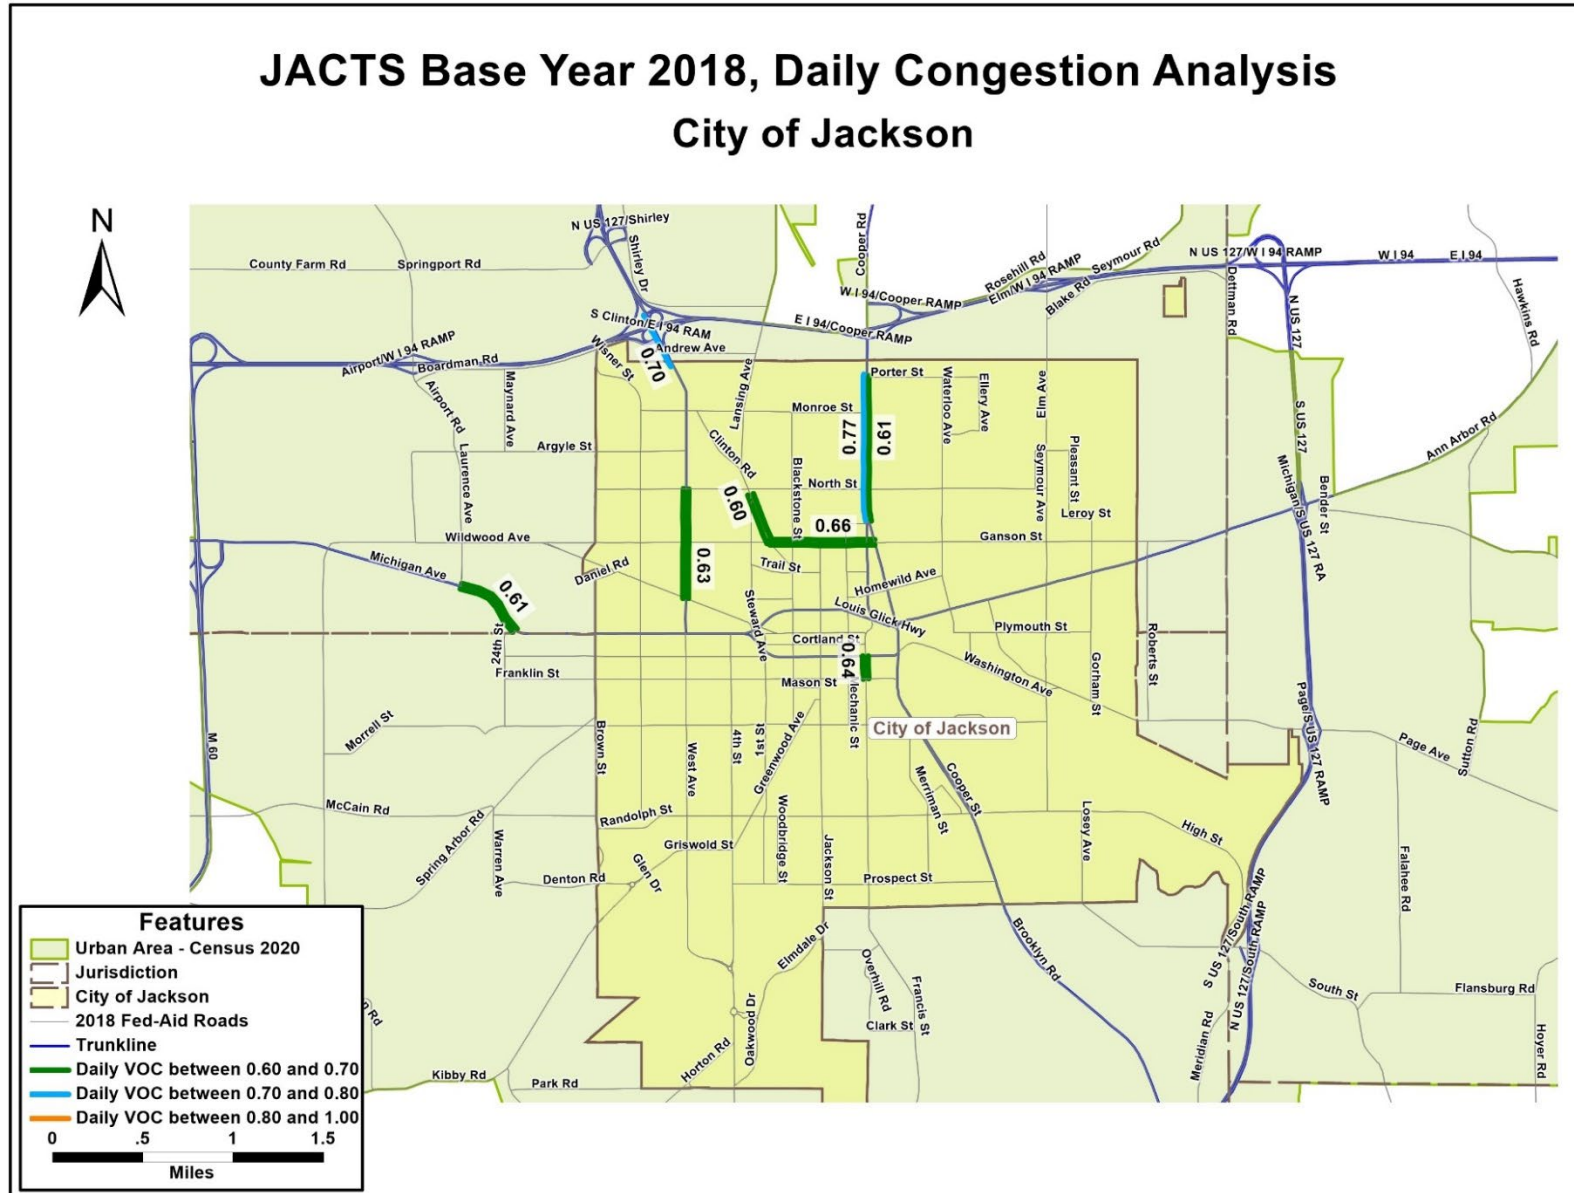 JACTS Base Year 2018, Daily Congestion Analysis
City of Jackson
N
N US 127/Shirley
Shirley Dr
County Farm Rd
Springport Rd
Cooper Rd
Rosehill Rd
Seymour Rd
Elm/W I 94 RAMP
Blake Rd
N US 127/W I 94 RAMP
W I 94
E I 94
Dettman Rd
N US 127
Hawkins Rd
W I 94/Cooper RAMP
E I 94/Cooper RAMP
S Clinton/E I 94 RAM
Andrew Ave
Wisner St
0.70
Airport/W I 94 RAMP
Boardman Rd
Airport Rd
Maynard Ave
Lansing Ave
Porter St
Waterloo Ave
Ellery Ave
Elm Ave
Monroe St
0.77
0.61
S US 127
Ann Arbor Rd
Argyle St
Laurence Ave
Clinton Rd
Blackstone St
North St
Seymour Ave
Pleasant St
Leroy St
Michigan/S US 127 RA
Bender St
0.60
0.66
Wildwood Ave
Ganson St
Michigan Ave
Daniel Rd
0.63
Trail St
Homewild Ave
0.61
Steward Ave
Louis Glick Hwy
24th St
Cortland St
Plymouth St
Roberts St
0.64
Franklin St
Mason St
Mechanic St
Washington Ave
Gorham St
Page/S US 127 RAMP
Morrell St
M 60
Brown St
West Ave
4th St
1st St
Greenwood Ave
City of Jackson
Page Ave
Sutton Rd
Cooper St
Merriman St
McCain Rd
Randolph St
Losey Ave
High St
Spring Arbor Rd
Warren Ave
Griswold St
Woodbridge St
Jackson St
Falahee Rd
Denton Rd
Glen Dr
Prospect St
Elmdale Dr
Brooklyn Rd
S US 127/South RAMP
N US 127/South RAMP
Overhill Rd
Francis St
South St
Flansburg Rd
Oakwood Dr
Clark St
Meridian Rd
Hoyer Rd
Horton Rd
Kibby Rd
Park Rd
Features
Urban Area - Census 2020
Jurisdiction
City of Jackson
2018 Fed-Aid Roads
Trunkline
Daily VOC between 0.60 and 0.70
Daily VOC between 0.70 and 0.80
Daily VOC between 0.80 and 1.00
0 .5 1 1.5
Miles